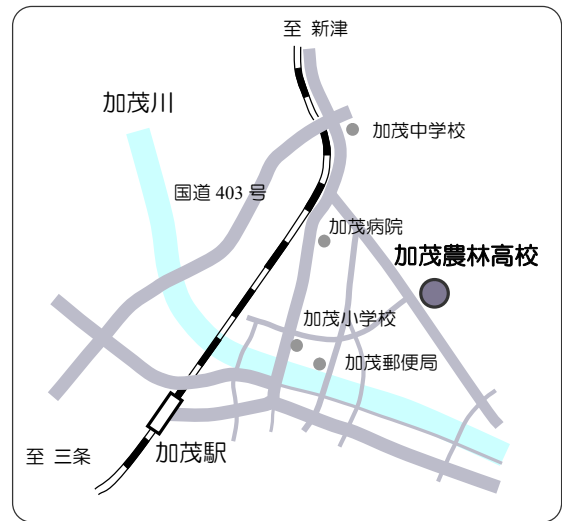 至 新津
加茂川
加茂中学校
国道 403 号
加茂病院
加茂農林高校
加茂小学校
加茂郵便局
加茂駅
至 三条